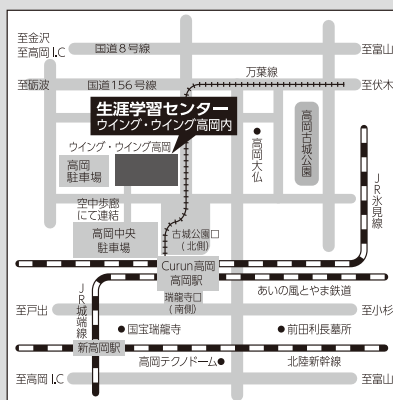 至金沢
至高岡I.C
国道8号線
至富山
万葉線
至砺波
国道156号線
至伏木
生涯学習センター
ウイング・ウイング高岡内
ウイング・ウイング高岡
高岡
駐車場
高岡大仏
高岡古城公園
JR氷見線
空中歩廊
にて連結
高岡中央
駐車場
古城公園口
(北側)
Curun高岡
高岡駅
あいの風とやま鉄道
瑞龍寺口
(南側)
JR城端線
至戸出
至小杉
国宝瑞龍寺
前田利長墓所
新高岡駅
高岡テクノドーム
北陸新幹線
至高岡I.C
至富山